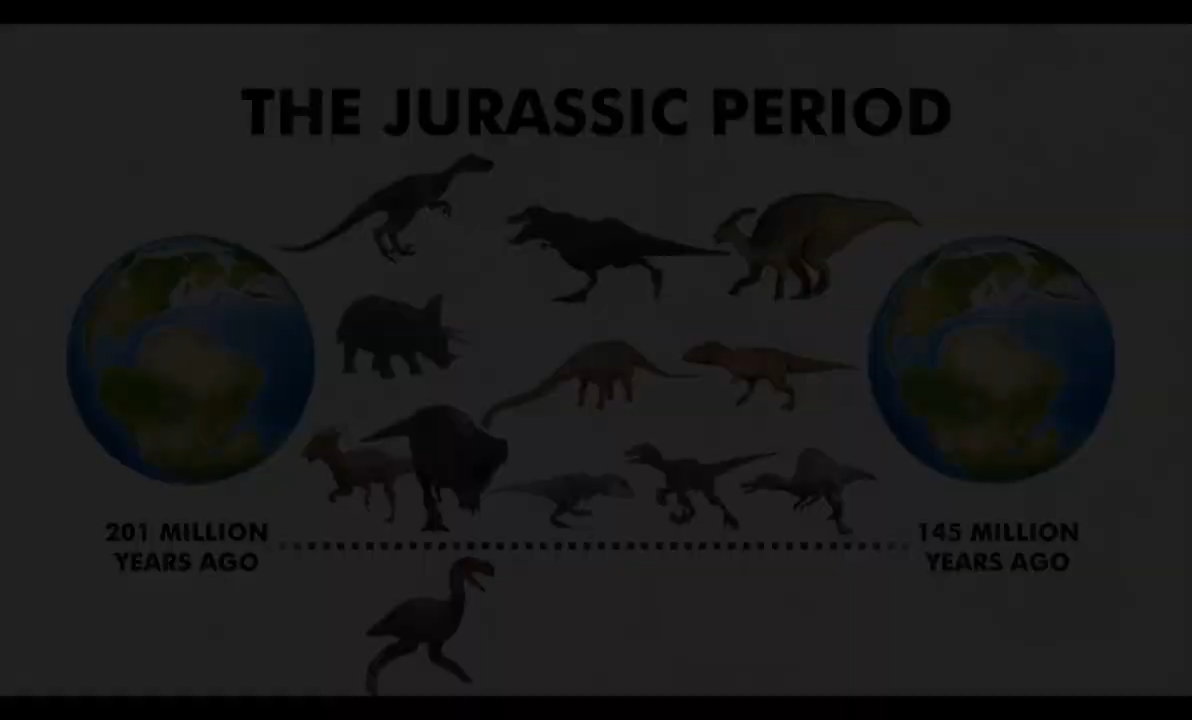 THE JURASSIC PERIOD
201 MILLION
YEARS AGO
145 MILLION
YEARS AGO